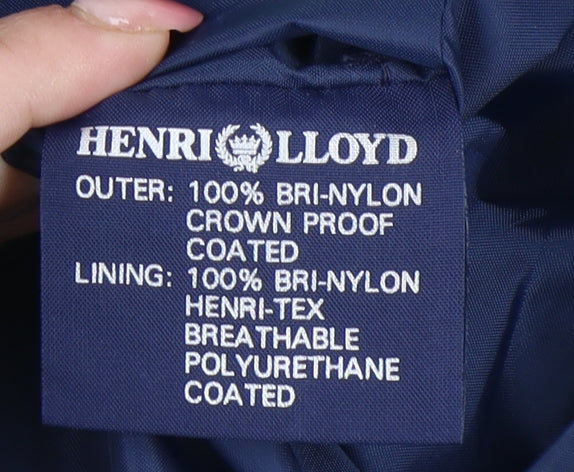 HENRI LLOYD
OUTER: 100% BRI-NYLON
CROWN PROOF
COATED
LINING: 100% BRI-NYLON
HENRI-TEX
BREATHABLE
POLYURETHANE
COATED